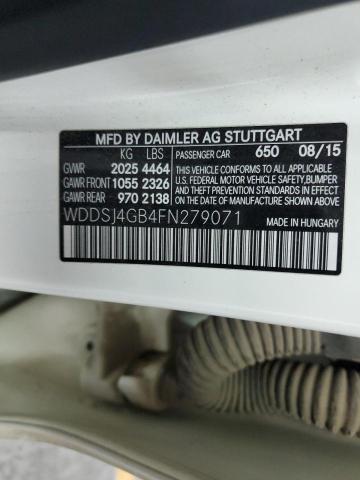 MFD BY DAIMLER AG STUTTGART
KG LBS PASSENGER CAR 650 08/15
GVWR 2025 4464
GAWR FRONT 1055 2326
GAWR REAR 970 2138
THIS VEHICLE CONFORMS TO ALL APPLICABLE
U.S. FEDERAL MOTOR VEHICLE SAFETY, BUMPER
AND THEFT PREVENTION STANDARDS IN EFFECT
ON THE DATE OF MANUFACTURE SHOWN ABOVE.
WDDSJ4GB4FN279071 MADE IN HUNGARY